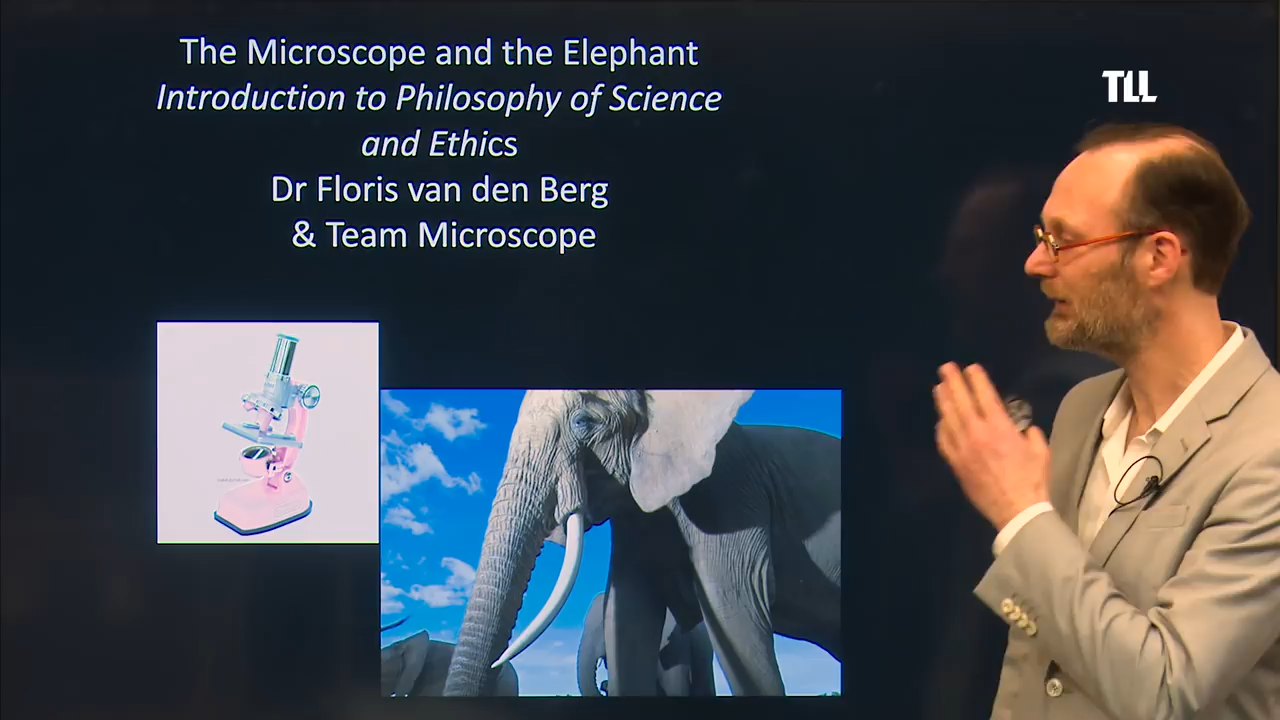 The Microscope and the Elephant
Introduction to Philosophy of Science
and Ethics
Dr Floris van den Berg
& Team Microscope
TLL